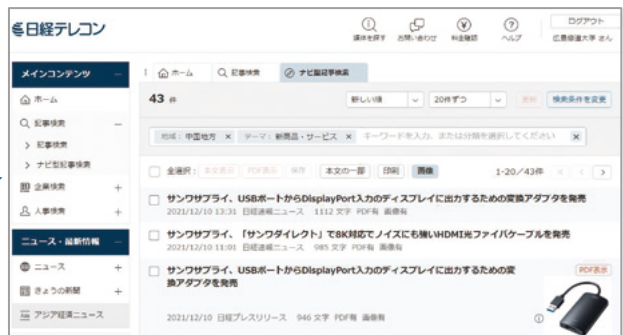 日経テレコン
媒体を探す お問い合わせ 料金確認 ヘルプ
ログアウト
広島修道大学 さん
メインコンテンツ
ホーム
記事検索
記事検索
ナビ型記事検索
企業検索
人事検索
ニュース・最新情報
ニュース
きょうの新聞
アジア経済ニュース
ホーム 記事検索 ナビ型記事検索
43 件
新しい順 20件ずつ 更新 検索条件を変更
地域：中国地方 × テーマ：新商品・サービス × キーワードを入力、または分類を選択してください ×
全選択： 本文表示 PDF表示 保存 本文の一部 印刷 画像 1-20／43件
サンワサプライ、USBポートからDisplayPort入力のディスプレイに出力するための変換アダプタを発売
2021/12/10 13:31 日経速報ニュース 1112 文字 PDF有 画像有
サンワサプライ、「サンワダイレクト」で8K対応でノイズにも強いHDMI光ファイバケーブルを発売
2021/12/10 11:01 日経速報ニュース 985 文字 PDF有 画像有
サンワサプライ、USBポートからDisplayPort入力のディスプレイに出力するための変
換アダプタを発売
PDF表示
2021/12/10 日経プレスリリース 946 文字 PDF有 画像有